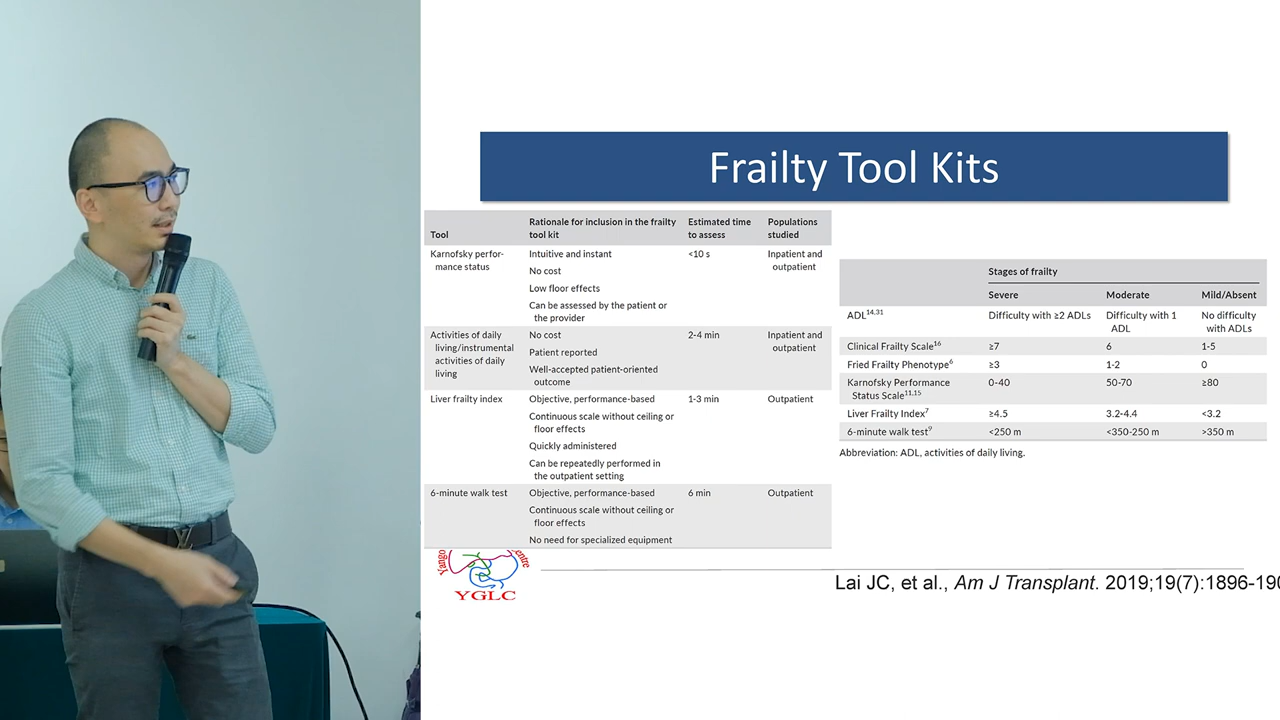 Frailty Tool Kits
Tool
Rationale for inclusion in the frailty
tool kit
Estimated time
to assess
Populations
studied
Karnofsky perfor-
mance status
Intuitive and instant
No cost
Low floor effects
Can be assessed by the patient or
the provider
<10 s
Inpatient and
outpatient
Activities of daily
living/instrumental
activities of daily
living
No cost
Patient reported
Well-accepted patient-oriented
outcome
2-4 min
Inpatient and
outpatient
Liver frailty index
Objective, performance-based
Continuous scale without ceiling or
floor effects
Quickly administered
Can be repeatedly performed in
the outpatient setting
1-3 min
Outpatient
6-minute walk test
Objective, performance-based
Continuous scale without ceiling or
floor effects
No need for specialized equipment
6 min
Outpatient
Stages of frailty
Severe Moderate Mild/Absent
ADL14,31
Difficulty with ≥2 ADLs
Difficulty with 1
ADL
No difficulty
with ADLs
Clinical Frailty Scale16 ≥7 6 1-5
Fried Frailty Phenotype6 ≥3 1-2 0
Karnofsky Performance
Status Scale11,15
0-40 50-70 ≥80
Liver Frailty Index7 ≥4.5 3.2-4.4 <3.2
6-minute walk test9 <250 m <350-250 m >350 m
Abbreviation: ADL, activities of daily living.
YGLC
Lai JC, et al., Am J Transplant. 2019;19(7):1896-190